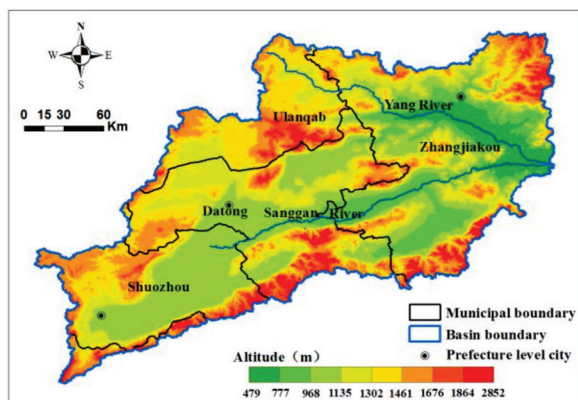 N
W E
S
0 15 30 60
Km
Ulanqab
Yang River
Zhangjiakou
Datong
Sanggan River
Shuozhou
Municipal boundary
Basin boundary
Prefecture level city
Altitude（m）
479 777 968 1135 1302 1461 1676 1864 2852